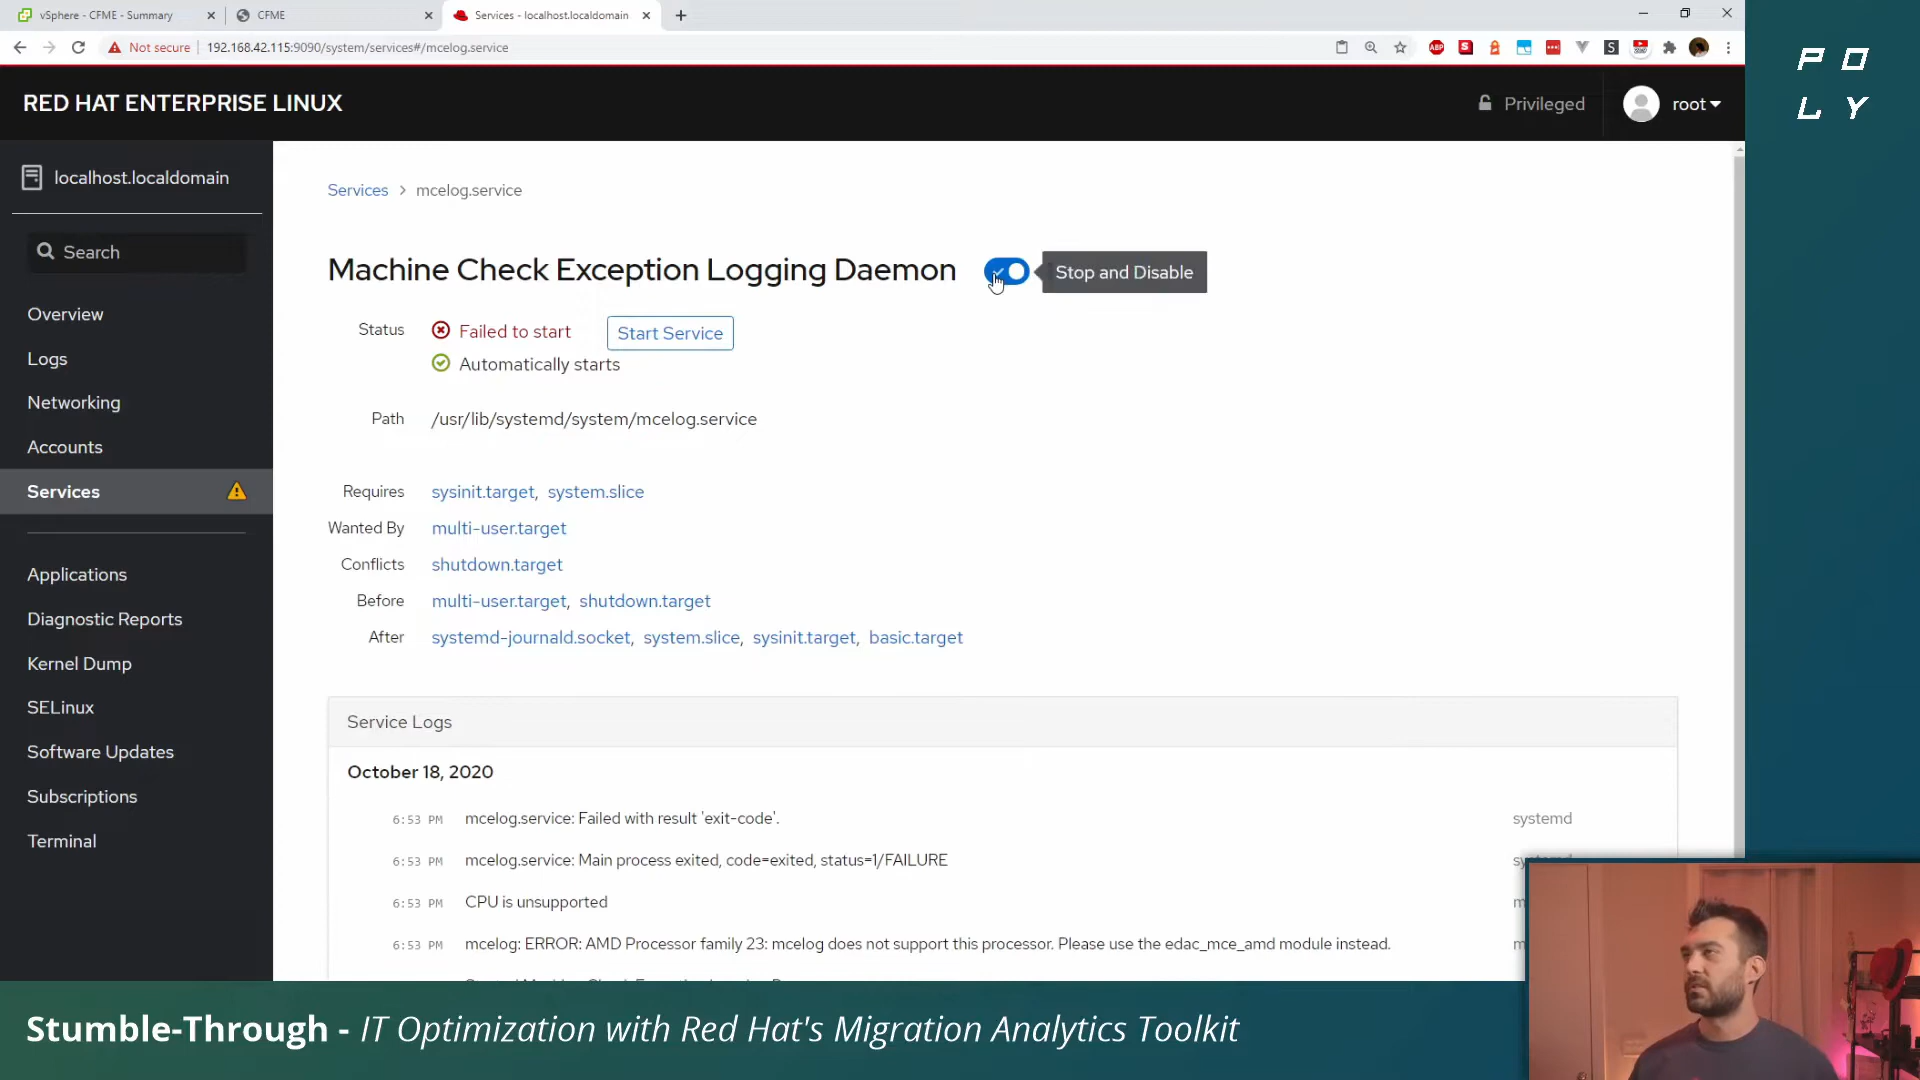 vSphere - CFME - Summary
CFME
Services - localhost.localdomain
Not secure
192.168.42.115:9090/system/services#/mcelog.service
ABP
PO
LY
RED HAT ENTERPRISE LINUX
Privileged
root
localhost.localdomain
Search
Overview
Logs
Networking
Accounts
Services
Applications
Diagnostic Reports
Kernel Dump
SELinux
Software Updates
Subscriptions
Terminal
Services > mcelog.service
Machine Check Exception Logging Daemon
Stop and Disable
Status
Failed to start
Start Service
Automatically starts
Path /usr/lib/systemd/system/mcelog.service
Requires sysinit.target, system.slice
Wanted By multi-user.target
Conflicts shutdown.target
Before multi-user.target, shutdown.target
After systemd-journald.socket, system.slice, sysinit.target, basic.target
Service Logs
October 18, 2020
6:53 PM mcelog.service: Failed with result 'exit-code'. systemd
6:53 PM mcelog.service: Main process exited, code=exited, status=1/FAILURE
6:53 PM CPU is unsupported
6:53 PM mcelog: ERROR: AMD Processor family 23: mcelog does not support this processor. Please use the edac_mce_amd module instead.
Stumble-Through - IT Optimization with Red Hat's Migration Analytics Toolkit